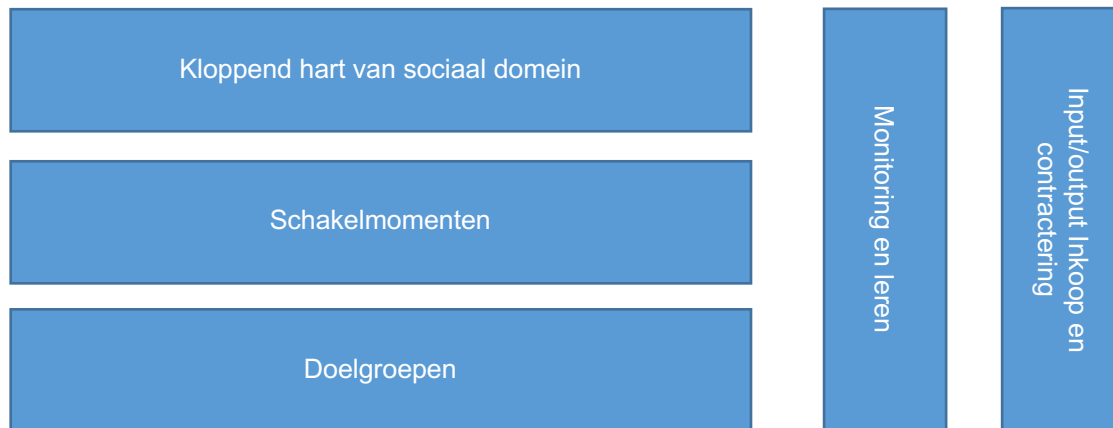 Kloppend hart van sociaal domein
Schakelmomenten
Doelgroepen
Monitoring en leren
Input/output Inkoop en
contractering